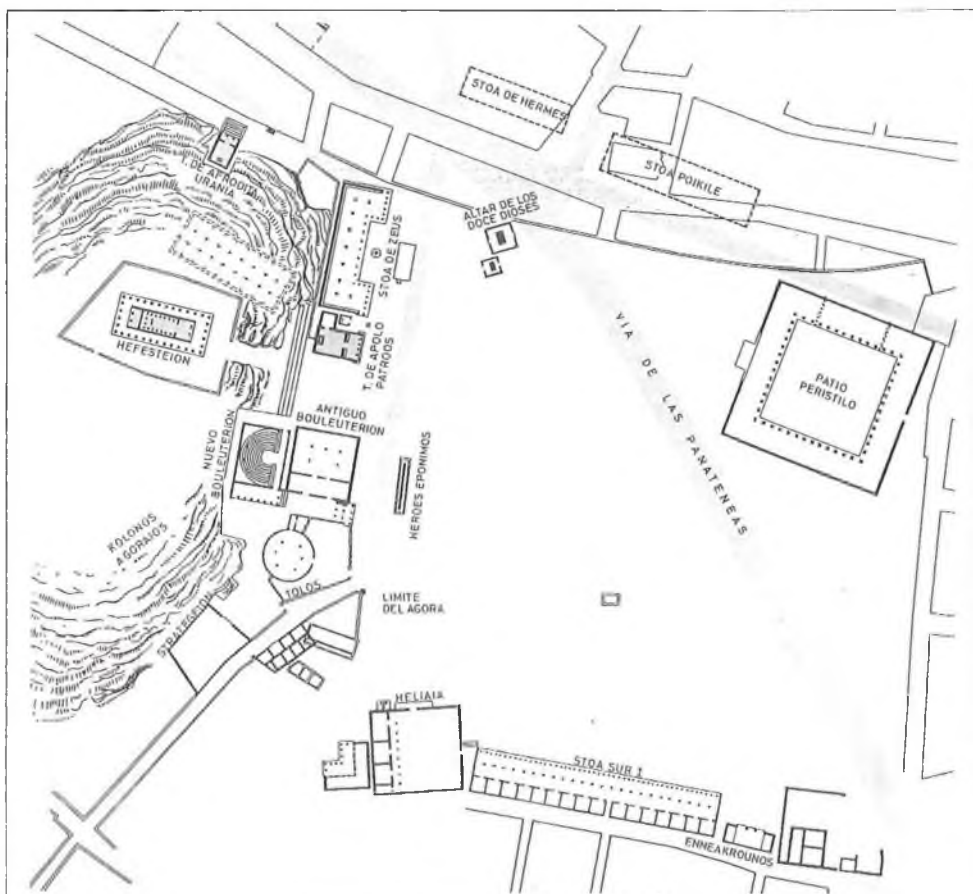 STOA DE HERMES
STOA POIKILE
T. DE AFRODITA
URANIA
ALTAR DE LOS
DOCE DIOSES
STOA DE ZEUS
HEFESTEION
T. DE APOLO
PATROOS
VIA DE LAS PANATENEAS
PATIO
PERISTILO
NUEVO
BOULEUTERION
ANTIGUO
BOULEUTERION
HEROES EPONIMOS
KOLONOS
AGORAIOS
TOLOS
LIMITE
DEL AGORA
STRATEGEION
HELIAIA
STOA SUR I
ENNEAKROUNOS